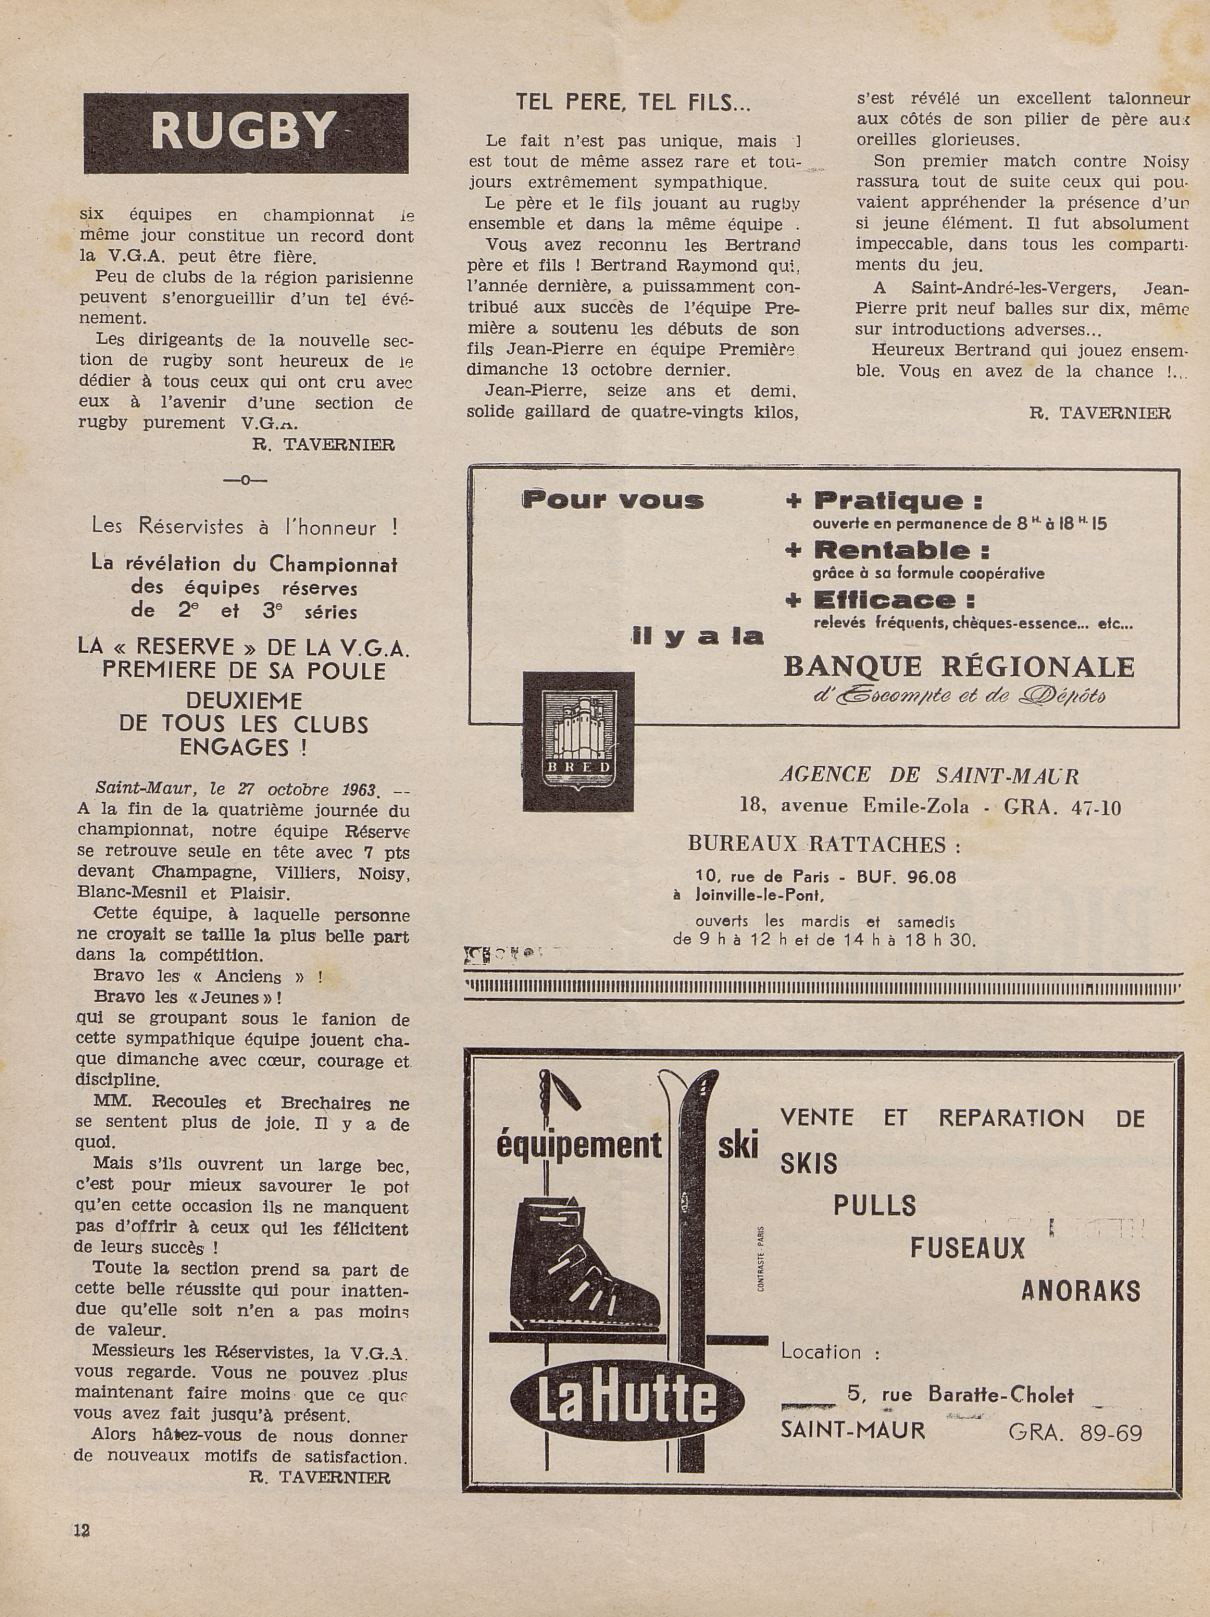 RUGBY
six équipes en championnat le
même jour constitue un record dont
la V.G.A. peut être fière.
Peu de clubs de la région parisienne
peuvent s'enorgueillir d'un tel évé-
nement.
Les dirigeants de la nouvelle sec-
tion de rugby sont heureux de le
dédier à tous ceux qui ont cru avec
eux à l'avenir d'une section de
rugby purement V.G.A.
R. TAVERNIER
—o—
Les Réservistes à l'honneur !
La révélation du Championnat
des équipes réserves
de 2e et 3e séries
LA « RESERVE » DE LA V.G.A.
PREMIERE DE SA POULE
DEUXIEME
DE TOUS LES CLUBS
ENGAGES !
Saint-Maur, le 27 octobre 1963. --
A la fin de la quatrième journée du
championnat, notre équipe Réserve
se retrouve seule en tête avec 7 pts
devant Champagne, Villiers, Noisy,
Blanc-Mesnil et Plaisir.
Cette équipe, à laquelle personne
ne croyait se taille la plus belle part
dans la compétition.
Bravo les « Anciens » !
Bravo les « Jeunes » !
qui se groupant sous le fanion de
cette sympathique équipe jouent cha-
que dimanche avec cœur, courage et
discipline.
MM. Recoules et Brechaires ne
se sentent plus de joie. Il y a de
quoi.
Mais s'ils ouvrent un large bec,
c'est pour mieux savourer le pot
qu'en cette occasion ils ne manquent
pas d'offrir à ceux qui les félicitent
de leurs succès !
Toute la section prend sa part de
cette belle réussite qui pour inatten-
due qu'elle soit n'en a pas moins
de valeur.
Messieurs les Réservistes, la V.G.A.
vous regarde. Vous ne pouvez plus
maintenant faire moins que ce que
vous avez fait jusqu'à présent.
Alors hâtez-vous de nous donner
de nouveaux motifs de satisfaction.
R. TAVERNIER
12
TEL PERE, TEL FILS...
Le fait n'est pas unique, mais il
est tout de même assez rare et tou-
jours extrêmement sympathique.
Le père et le fils jouant au rugby
ensemble et dans la même équipe .
Vous avez reconnu les Bertrand
père et fils ! Bertrand Raymond qui,
l'année dernière, a puissamment con-
tribué aux succès de l'équipe Pre-
mière a soutenu les débuts de son
fils Jean-Pierre en équipe Première
dimanche 13 octobre dernier.
Jean-Pierre, seize ans et demi,
solide gaillard de quatre-vingts kilos,
s'est révélé un excellent talonneur
aux côtés de son pilier de père aux
oreilles glorieuses.
Son premier match contre Noisy
rassura tout de suite ceux qui pou-
vaient appréhender la présence d'un
si jeune élément. Il fut absolument
impeccable, dans tous les comparti-
ments du jeu.
A Saint-André-les-Vergers, Jean-
Pierre prit neuf balles sur dix, même
sur introductions adverses...
Heureux Bertrand qui jouez ensem-
ble. Vous en avez de la chance !...
R. TAVERNIER
Pour vous
+ Pratique :
ouverte en permanence de 8 H. à 18 H. 15
+ Rentable :
grâce à sa formule coopérative
+ Efficace :
relevés fréquents, chèques-essence... etc...
il y a la
BANQUE RÉGIONALE
d'Escompte et de Dépôts
BRED
AGENCE DE SAINT-MAUR
18, avenue Emile-Zola - GRA. 47-10
BUREAUX RATTACHES :
10, rue de Paris - BUF. 96.08
à Joinville-le-Pont,
ouverts les mardis et samedis
de 9 h à 12 h et de 14 h à 18 h 30.
équipement ski
CONTRASTE - PARIS
La Hutte
VENTE ET REPARATION DE
SKIS
PULLS
FUSEAUX
ANORAKS
Location :
5, rue Baratte-Cholet
SAINT-MAUR GRA. 89-69